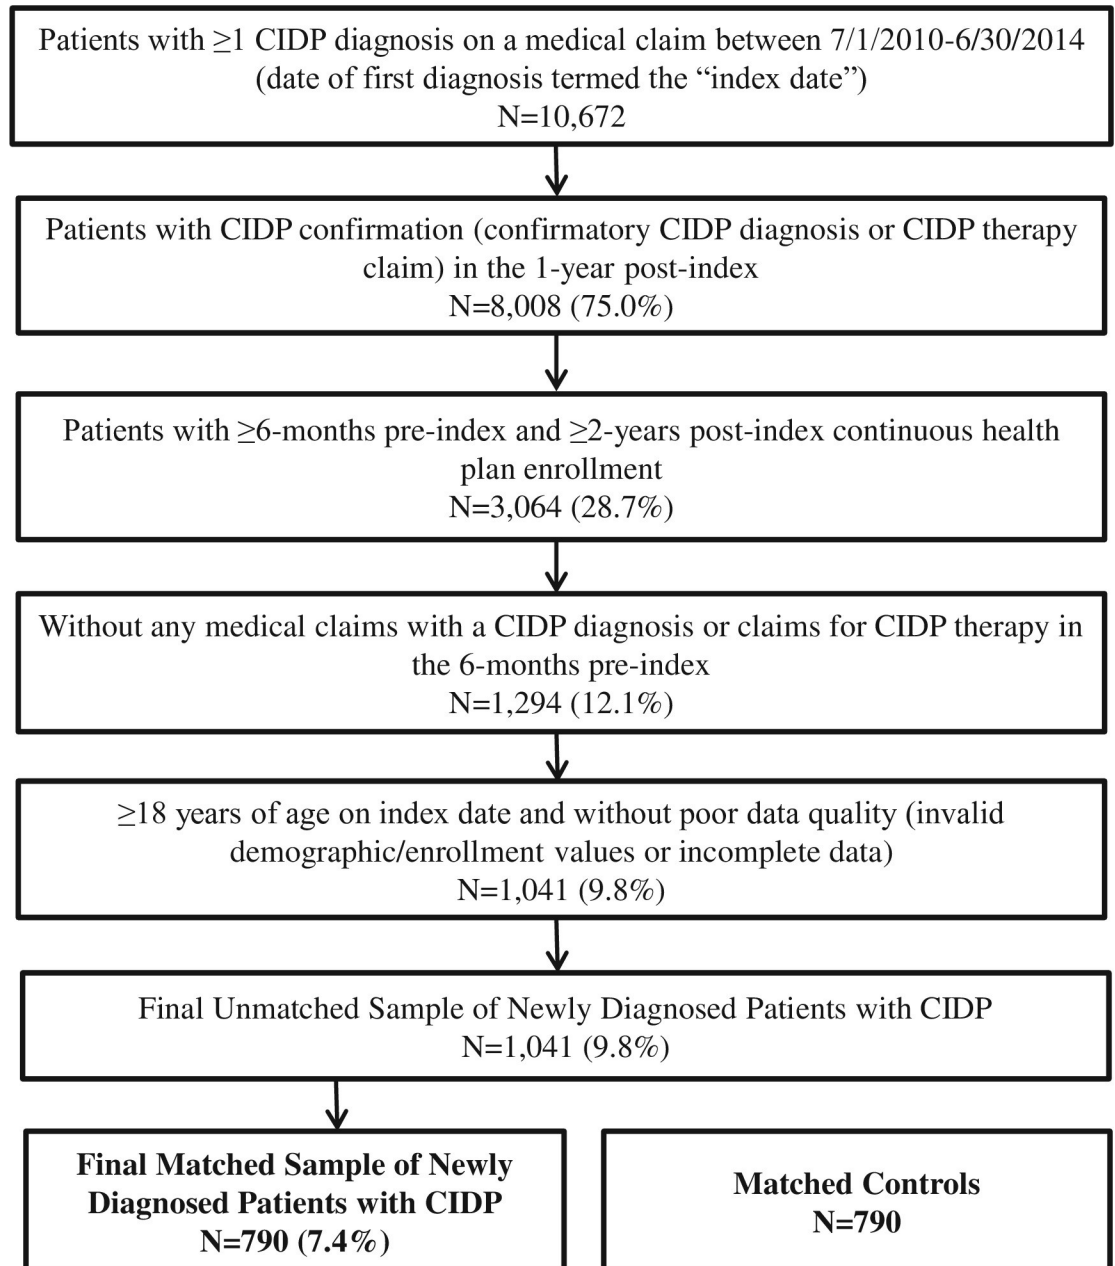 Patients with ≥1 CIDP diagnosis on a medical claim between 7/1/2010-6/30/2014
(date of first diagnosis termed the “index date”)
N=10,672
Patients with CIDP confirmation (confirmatory CIDP diagnosis or CIDP therapy
claim) in the 1-year post-index
N=8,008 (75.0%)
Patients with ≥6-months pre-index and ≥2-years post-index continuous health
plan enrollment
N=3,064 (28.7%)
Without any medical claims with a CIDP diagnosis or claims for CIDP therapy in
the 6-months pre-index
N=1,294 (12.1%)
≥18 years of age on index date and without poor data quality (invalid
demographic/enrollment values or incomplete data)
N=1,041 (9.8%)
Final Unmatched Sample of Newly Diagnosed Patients with CIDP
N=1,041 (9.8%)
Final Matched Sample of Newly
Diagnosed Patients with CIDP
N=790 (7.4%)
Matched Controls
N=790